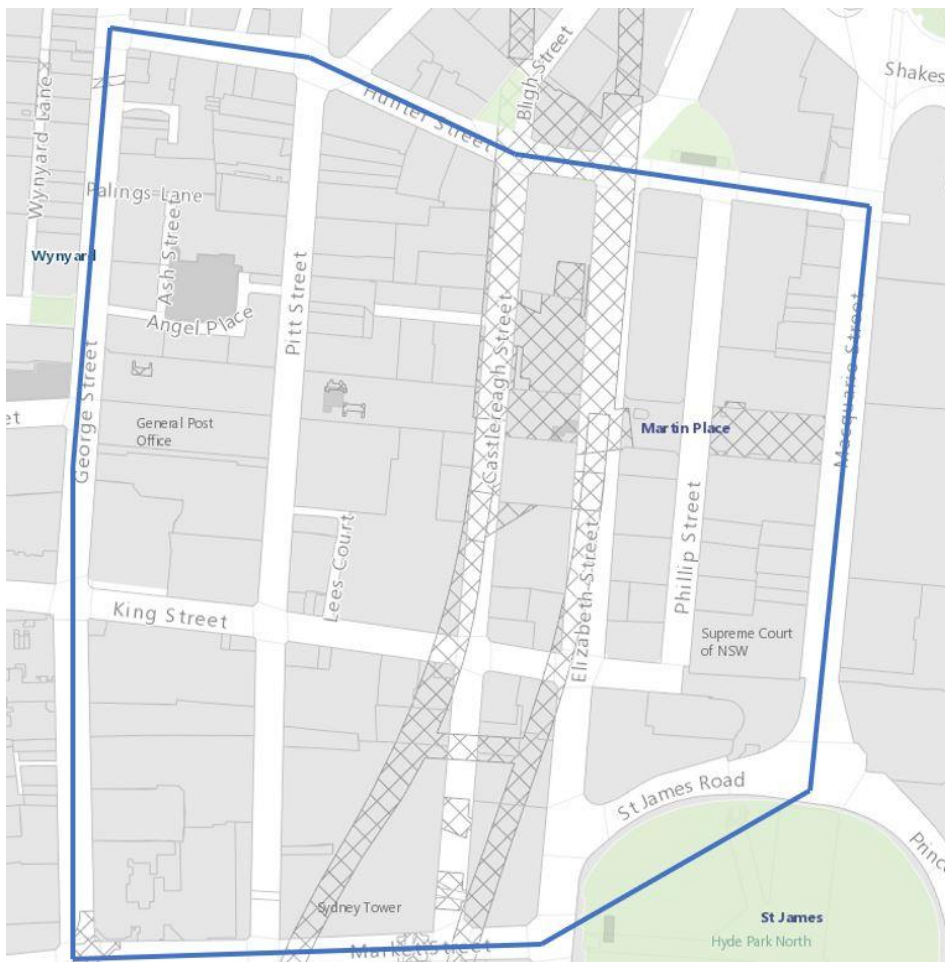 Wynyard Lane
Hunter Street
Bligh Street
Shakes
Palings Lane
Ash Street
Wynyard
Angel Place
Pitt Street
George Street
Castlereagh Street
Macquarie Street
et
General Post
Office
Martin Place
Phillip Street
Lees Court
Elizabeth Street
King Street
Supreme Court
of NSW
St James Road
Prince
Sydney Tower
Market Street
St James
Hyde Park North